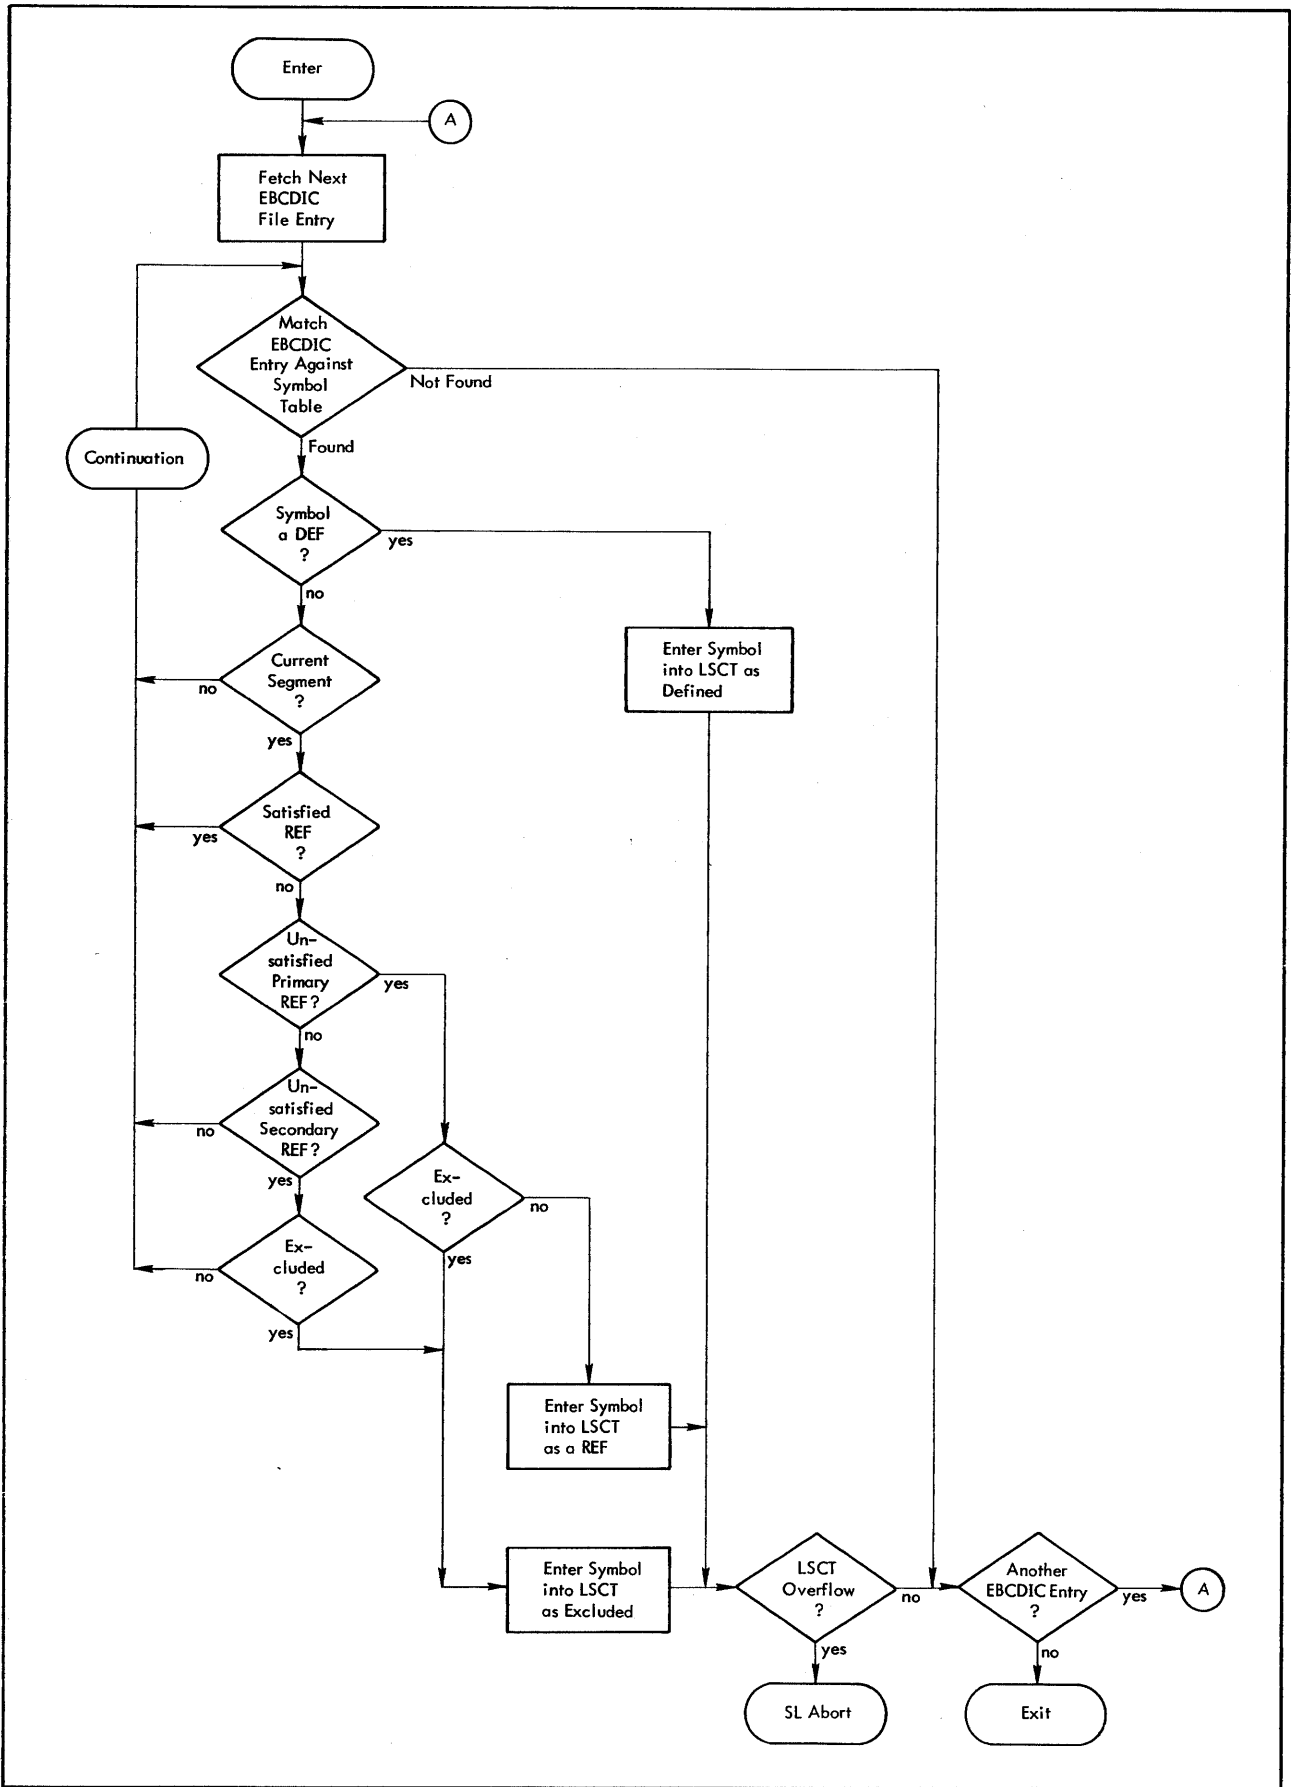 Enter
A
Fetch Next
EBCDIC
File Entry
Match
EBCDIC
Entry Against
Symbol
Table
Not Found
Found
Continuation
Symbol
a DEF
?
yes
no
Enter Symbol
into LSCT as
Defined
Current
Segment
?
no
yes
Satisfied
REF
?
yes
no
Un-
satisfied
Primary
REF?
yes
no
Un-
satisfied
Secondary
REF?
no
yes
Ex-
cluded
?
no
yes
Ex-
cluded
?
no
yes
Enter Symbol
into LSCT
as a REF
Enter Symbol
into LSCT
as Excluded
LSCT
Overflow
?
no
yes
Another
EBCDIC Entry
?
yes
A
no
SL Abort
Exit